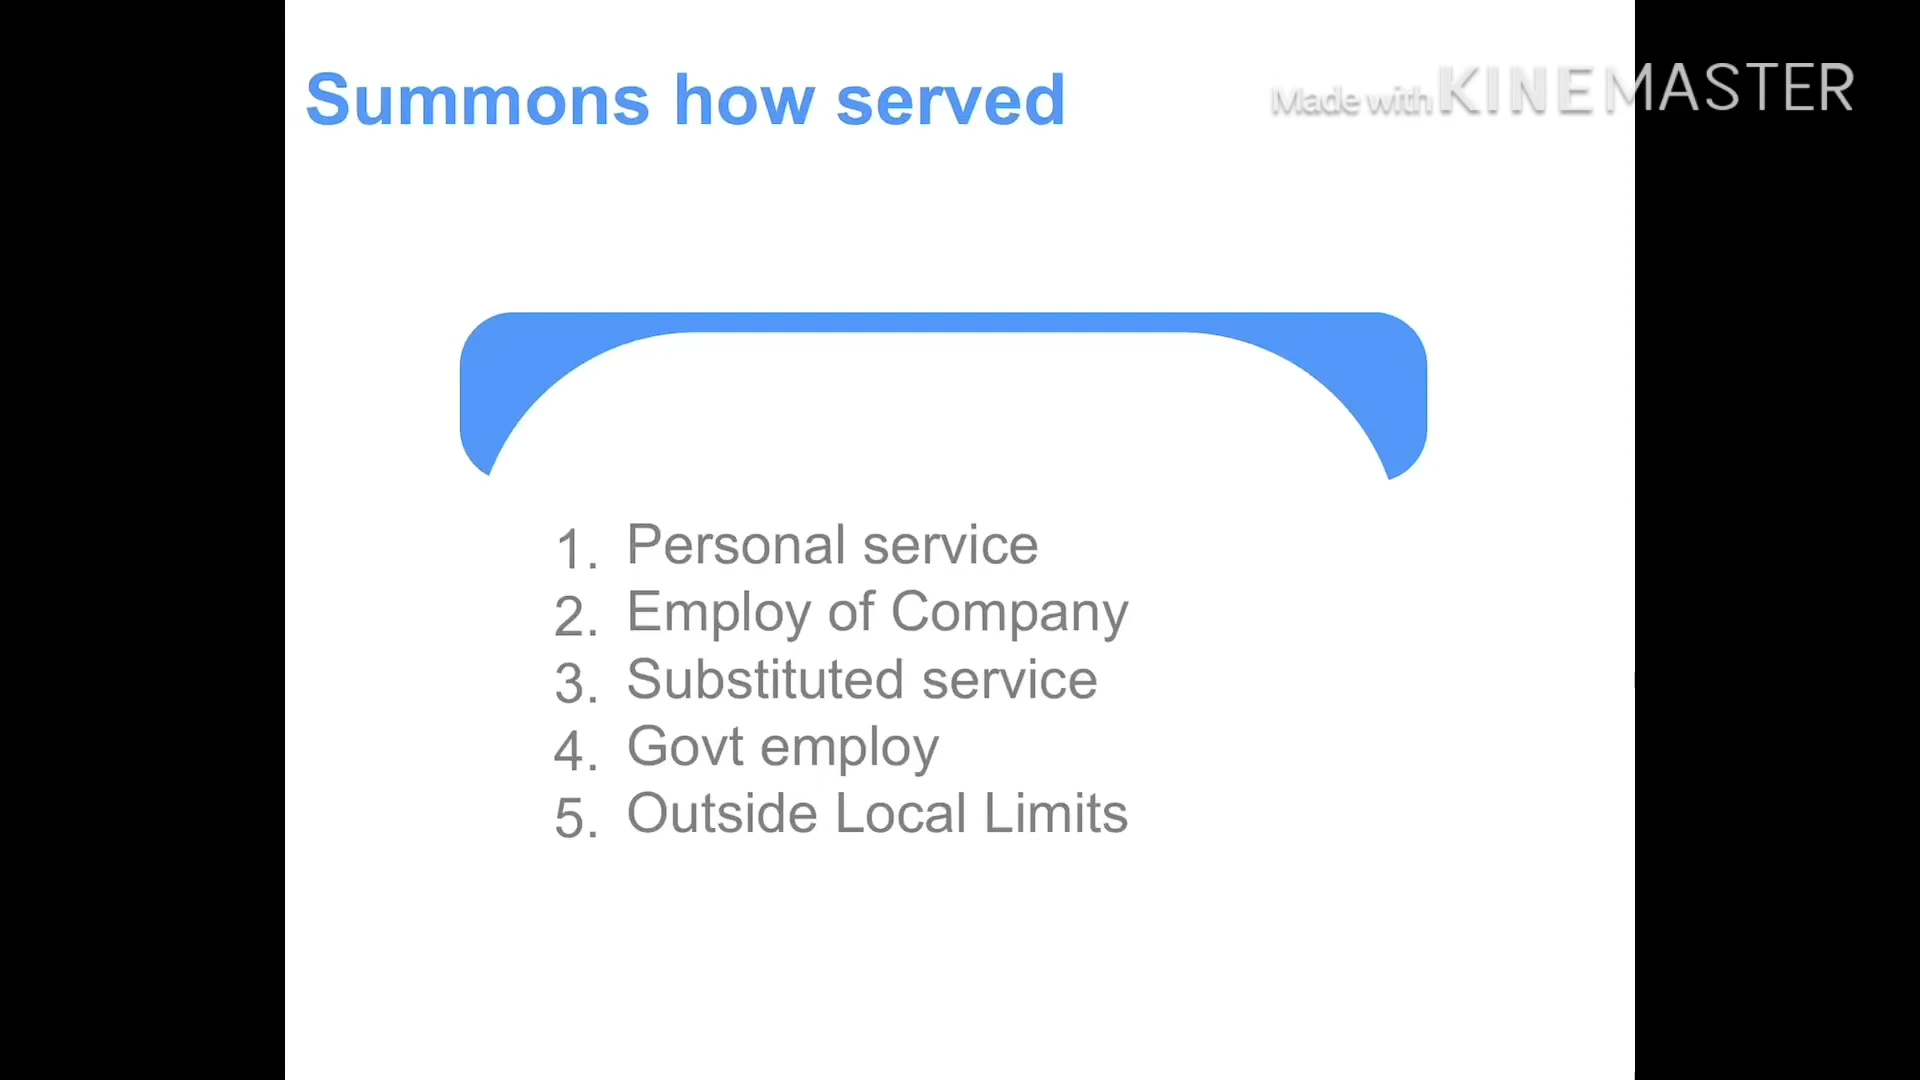 Summons how served
Made with KINEMASTER
1. Personal service
2. Employ of Company
3. Substituted service
4. Govt employ
5. Outside Local Limits